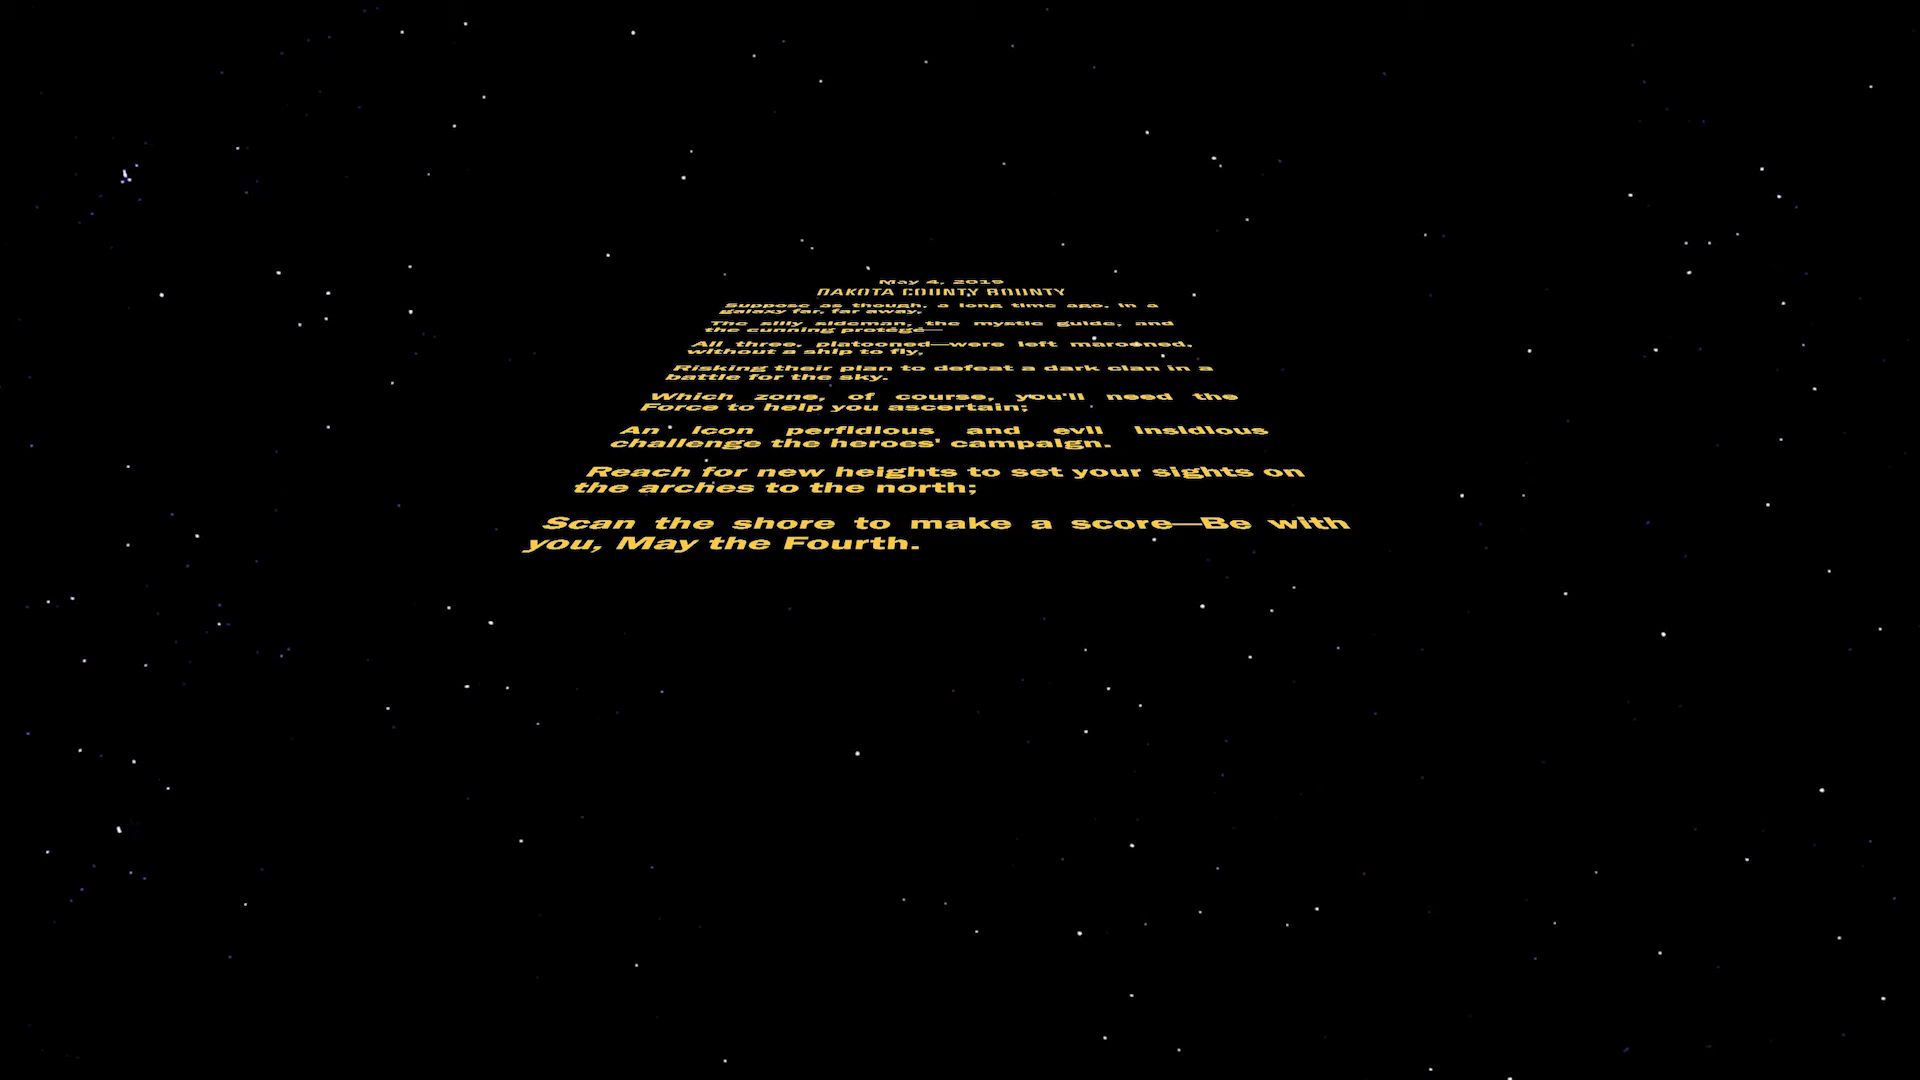 May 4, 2019
DAKOTA COUNTY BOUNTY
Suppose as though, a long time ago, in a
galaxy far, far away,
The silly sideman, the mystic guide, and
the cunning protégé—
All three, platooned—were left marooned,
without a ship to fly,
Risking their plan to defeat a dark clan in a
battle for the sky.
Which zone, of course, you'll need the
Force to help you ascertain;
An icon perfidious and evil insidious
challenge the heroes' campaign.
Reach for new heights to set your sights on
the arches to the north;
Scan the shore to make a score—Be with
you, May the Fourth.